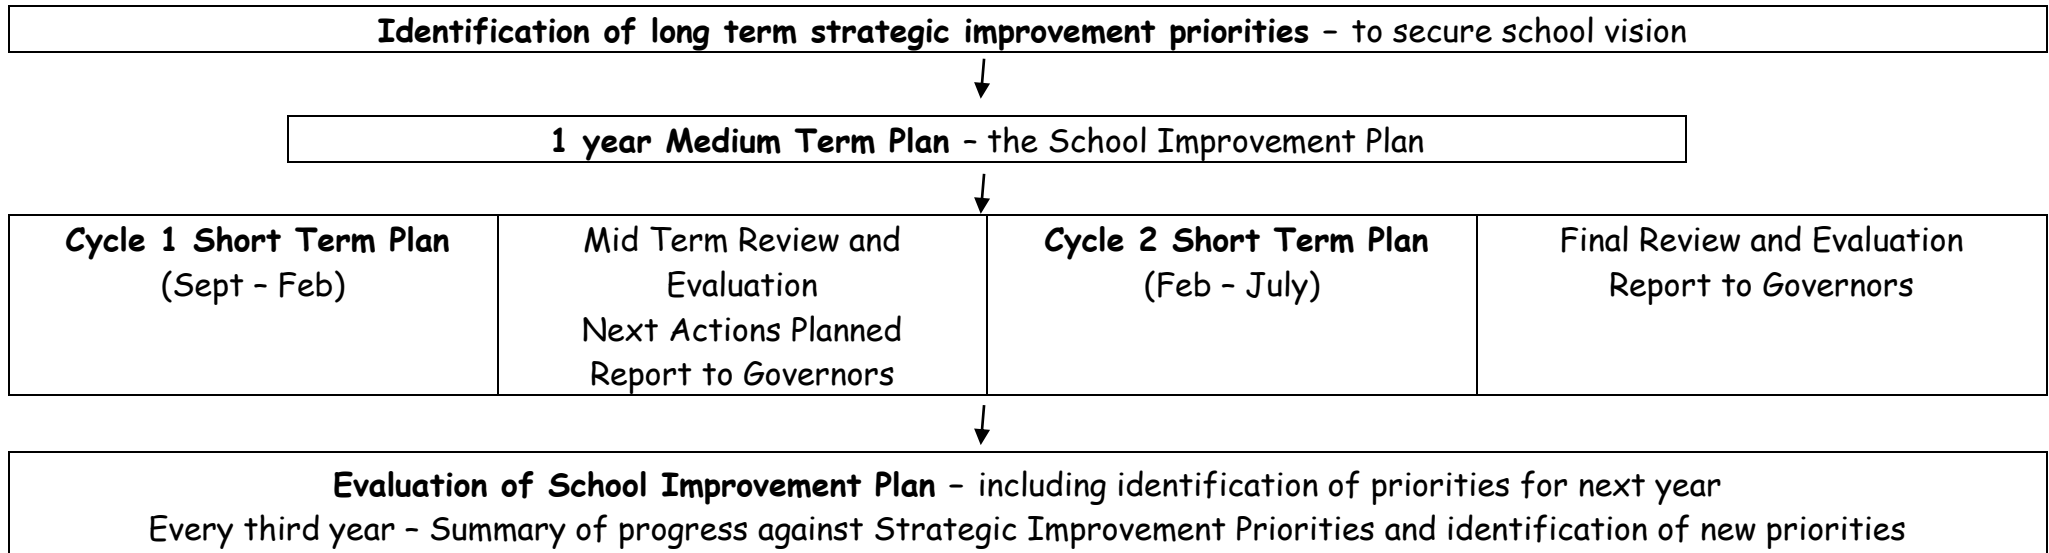 Identification of long term strategic improvement priorities – to secure school vision
1 year Medium Term Plan – the School Improvement Plan
Cycle 1 Short Term Plan
(Sept – Feb)
Mid Term Review and
Evaluation
Next Actions Planned
Report to Governors
Cycle 2 Short Term Plan
(Feb – July)
Final Review and Evaluation
Report to Governors
Evaluation of School Improvement Plan – including identification of priorities for next year
Every third year – Summary of progress against Strategic Improvement Priorities and identification of new priorities